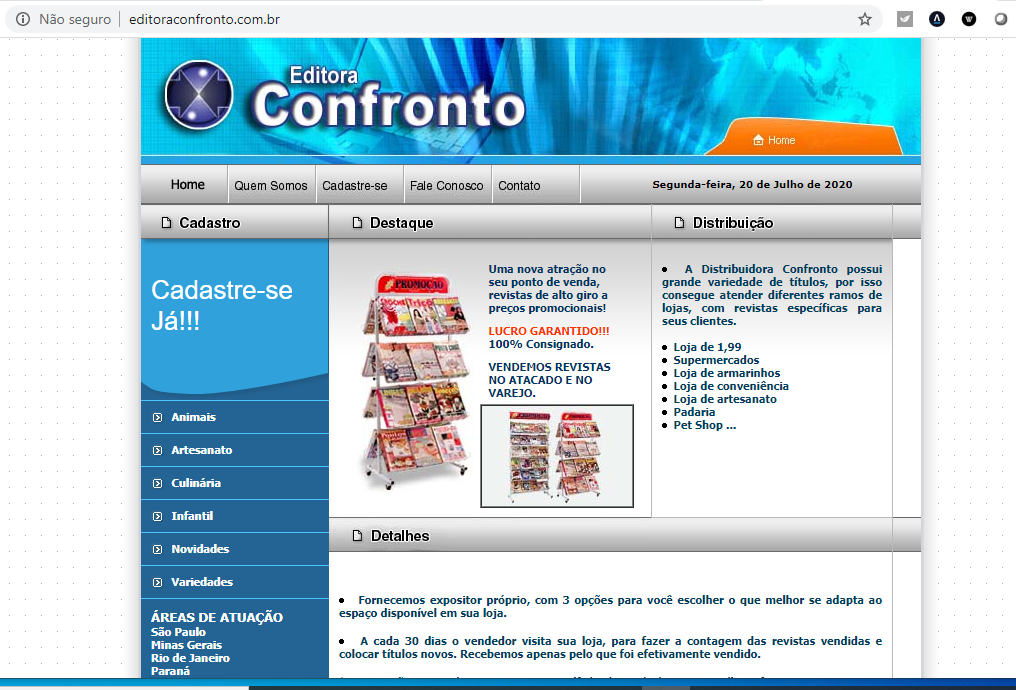 Não seguro | editoraconfronto.com.br
Editora
Confronto
Home
Home
Quem Somos
Cadastre-se
Fale Conosco
Contato
Segunda-feira, 20 de Julho de 2020
Cadastro
Cadastre-se
Já!!!
Animais
Artesanato
Culinária
Infantil
Novidades
Variedades
ÁREAS DE ATUAÇÃO
São Paulo
Minas Gerais
Rio de Janeiro
Paraná
Destaque
PROMOÇÃO
Uma nova atração no
seu ponto de venda,
revistas de alto giro a
preços promocionais!
LUCRO GARANTIDO!!!
100% Consignado.
VENDEMOS REVISTAS
NO ATACADO E NO
VAREJO.
Distribuição
• A Distribuidora Confronto possui
grande variedade de títulos, por isso
consegue atender diferentes ramos de
lojas, com revistas específicas para
seus clientes.
• Loja de 1,99
• Supermercados
• Loja de armarinhos
• Loja de conveniência
• Loja de artesanato
• Padaria
• Pet Shop ...
Detalhes
• Fornecemos expositor próprio, com 3 opções para você escolher o que melhor se adapta ao
espaço disponível em sua loja.
• A cada 30 dias o vendedor visita sua loja, para fazer a contagem das revistas vendidas e
colocar títulos novos. Recebemos apenas pelo que foi efetivamente vendido.